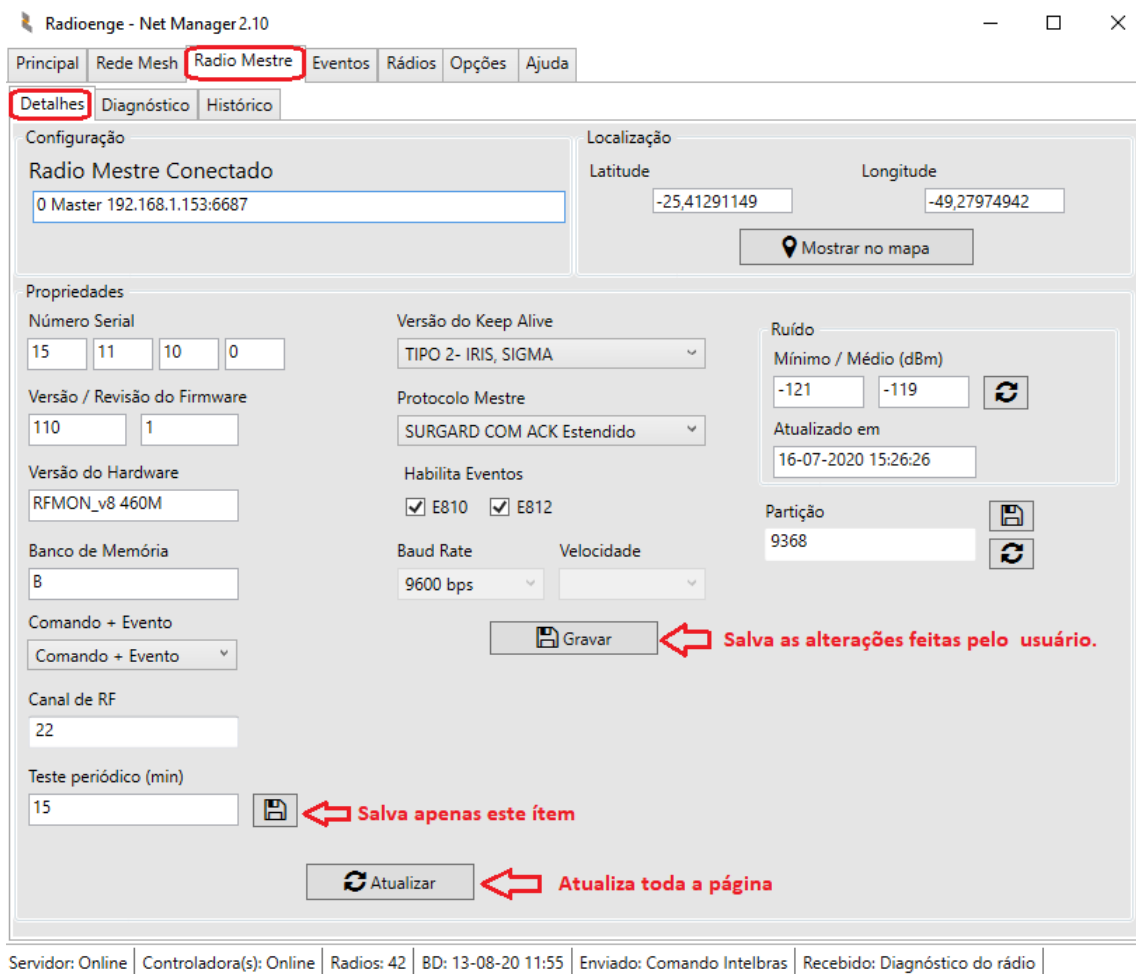 Radioenge - Net Manager 2.10
Principal Rede Mesh Radio Mestre Eventos Rádios Opções Ajuda
Detalhes Diagnóstico Histórico
Configuração
Radio Mestre Conectado
0 Master 192.168.1.153:6687
Localização
Latitude Longitude
-25,41291149 -49,27974942
Mostrar no mapa
Propriedades
Número Serial
15 11 10 0
Versão / Revisão do Firmware
110 1
Versão do Hardware
RFMON_v8 460M
Banco de Memória
B
Comando + Evento
Comando + Evento
Canal de RF
22
Teste periódico (min)
15
Salva apenas este ítem
Versão do Keep Alive
TIPO 2- IRIS, SIGMA
Protocolo Mestre
SURGARD COM ACK Estendido
Habilita Eventos
E810 E812
Baud Rate Velocidade
9600 bps
Gravar
Salva as alterações feitas pelo usuário.
Ruído
Mínimo / Médio (dBm)
-121 -119
Atualizado em
16-07-2020 15:26:26
Partição
9368
Atualizar
Atualiza toda a página
Servidor: Online Controladora(s): Online Radios: 42 BD: 13-08-20 11:55 Enviado: Comando Intelbras Recebido: Diagnóstico do rádio